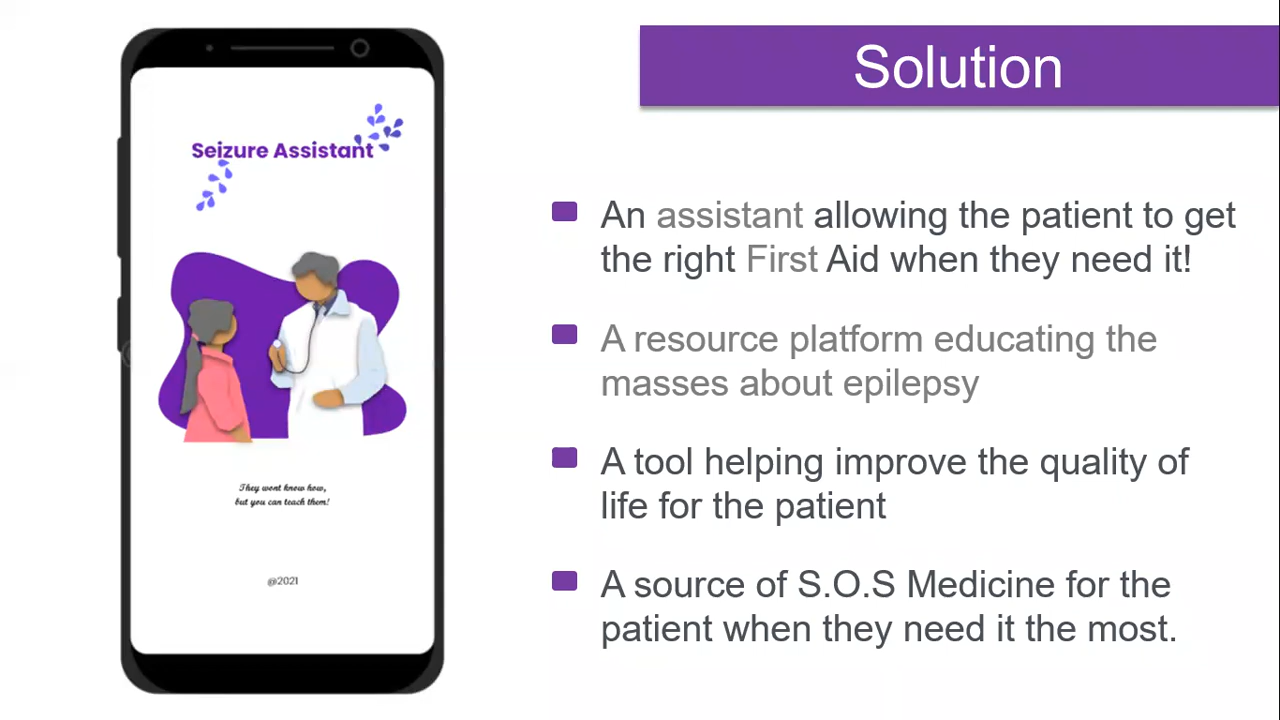 Solution
Seizure Assistant
An assistant allowing the patient to get
the right First Aid when they need it!
A resource platform educating the
masses about epilepsy
A tool helping improve the quality of
life for the patient
A source of S.O.S Medicine for the
patient when they need it the most.
They wont know how,
but you can teach them!
@2021